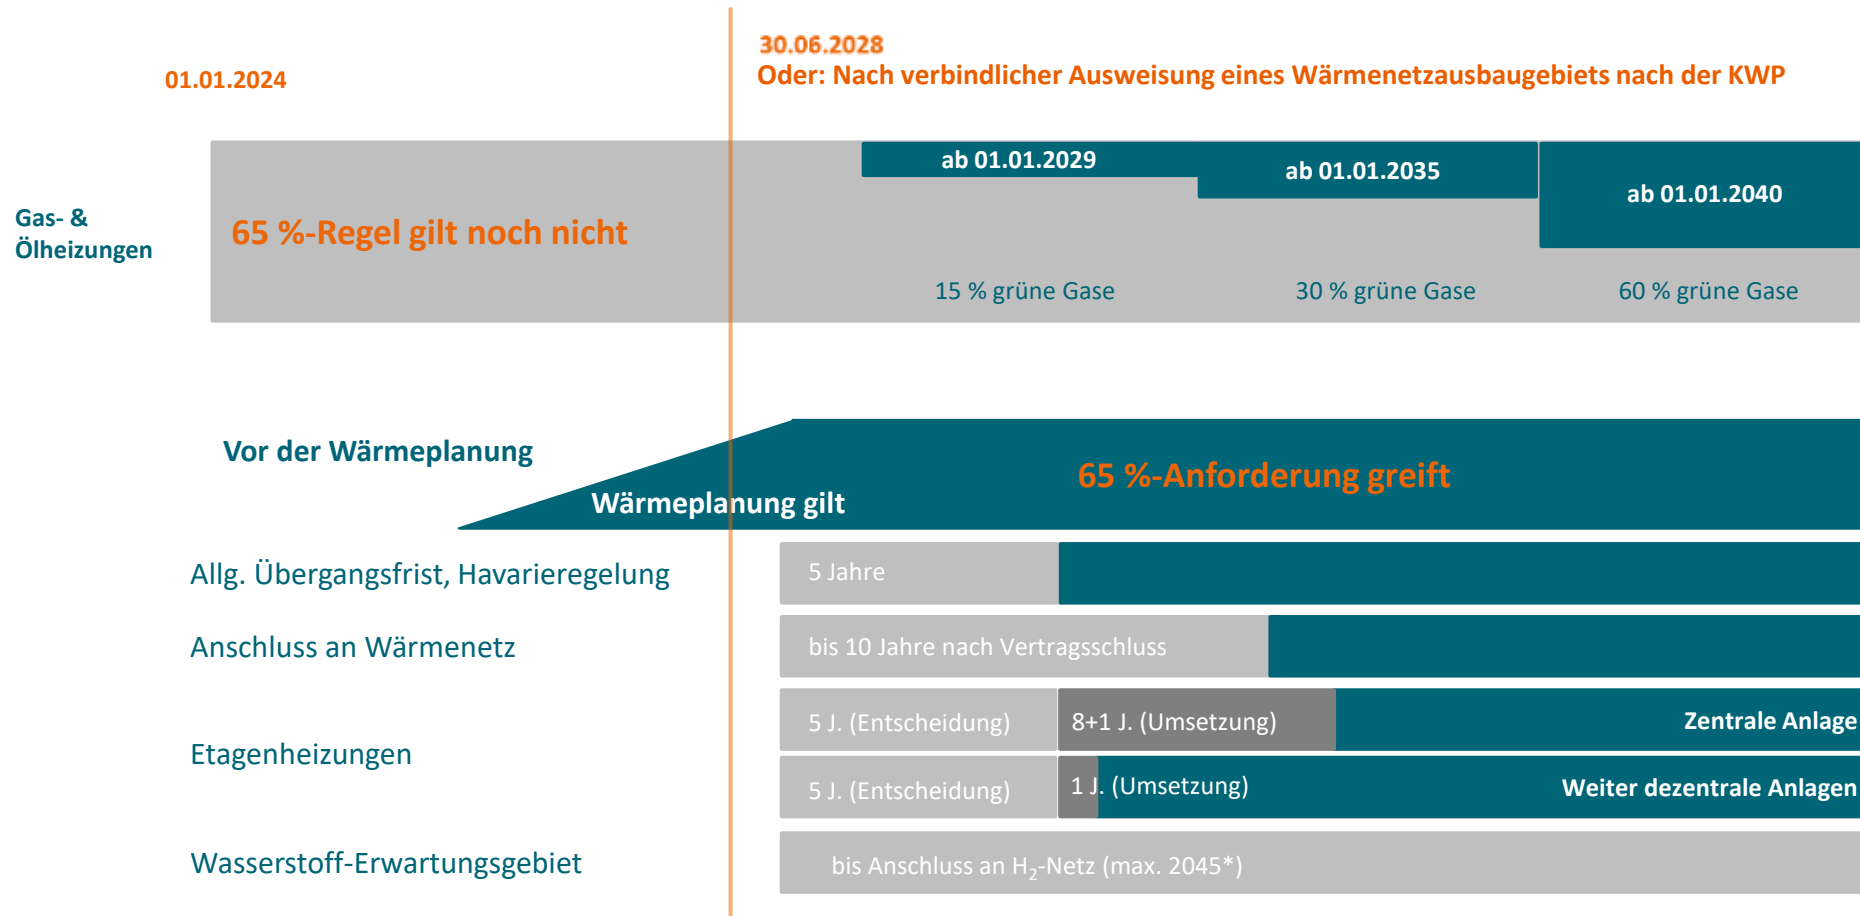 01.01.2024
30.06.2028
Oder: Nach verbindlicher Ausweisung eines Wärmenetzausbaugebiets nach der KWP
Gas- &
Ölheizungen
65 %-Regel gilt noch nicht
ab 01.01.2029
ab 01.01.2035
ab 01.01.2040
15 % grüne Gase
30 % grüne Gase
60 % grüne Gase
Vor der Wärmeplanung
Wärmeplanung gilt
65 %-Anforderung greift
Allg. Übergangsfrist, Havarieregelung
5 Jahre
Anschluss an Wärmenetz
bis 10 Jahre nach Vertragsschluss
Etagenheizungen
5 J. (Entscheidung)
8+1 J. (Umsetzung)
Zentrale Anlage
5 J. (Entscheidung)
1 J. (Umsetzung)
Weiter dezentrale Anlagen
Wasserstoff-Erwartungsgebiet
bis Anschluss an H₂-Netz (max. 2045*)